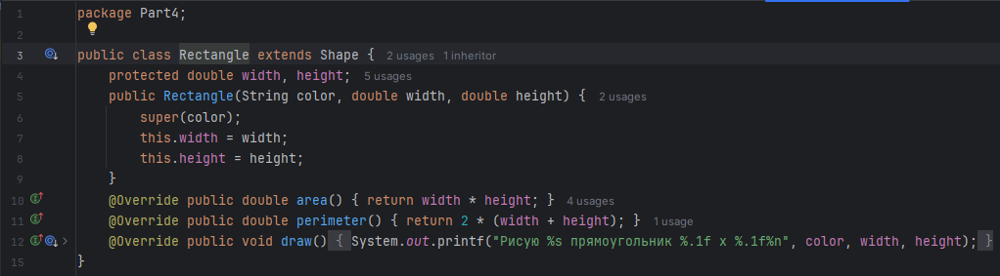 1 package Part4;
2
3 public class Rectangle extends Shape { 2 usages 1 inheritor
4 protected double width, height; 5 usages
5 public Rectangle(String color, double width, double height) { 2 usages
6 super(color);
7 this.width = width;
8 this.height = height;
9 }
10 @Override public double area() { return width * height; } 4 usages
11 @Override public double perimeter() { return 2 * (width + height); } 1 usage
12 @Override public void draw() { System.out.printf("Рисую %s прямоугольник %.1f x %.1f%n", color, width, height); }
15 }